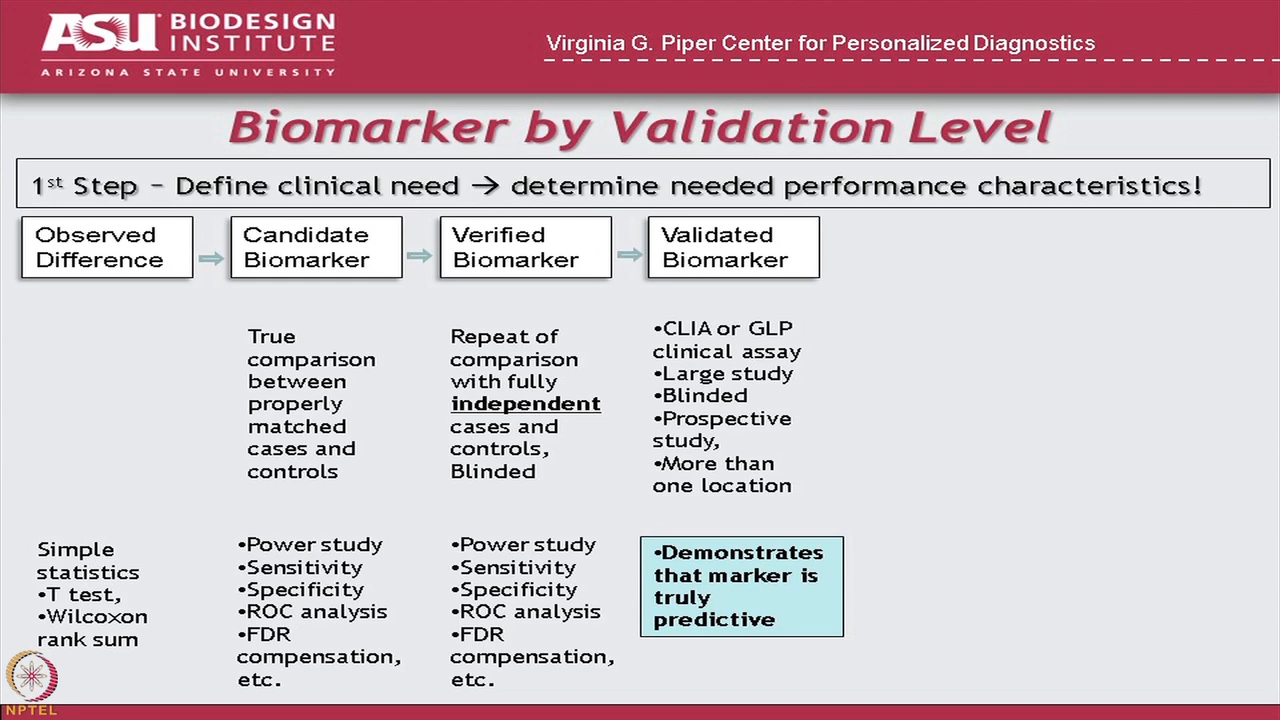 ASU BIODESIGN
INSTITUTE
ARIZONA STATE UNIVERSITY
Virginia G. Piper Center for Personalized Diagnostics
Biomarker by Validation Level
1st Step – Define clinical need → determine needed performance characteristics!
Observed
Difference
Candidate
Biomarker
Verified
Biomarker
Validated
Biomarker
True
comparison
between
properly
matched
cases and
controls
Repeat of
comparison
with fully
independent
cases and
controls,
Blinded
•CLIA or GLP
clinical assay
•Large study
•Blinded
•Prospective
study,
•More than
one location
Simple
statistics
•T test,
•Wilcoxon
rank sum
•Power study
•Sensitivity
•Specificity
•ROC analysis
•FDR
compensation,
etc.
•Power study
•Sensitivity
•Specificity
•ROC analysis
•FDR
compensation,
etc.
•Demonstrates
that marker is
truly
predictive
NPTEL